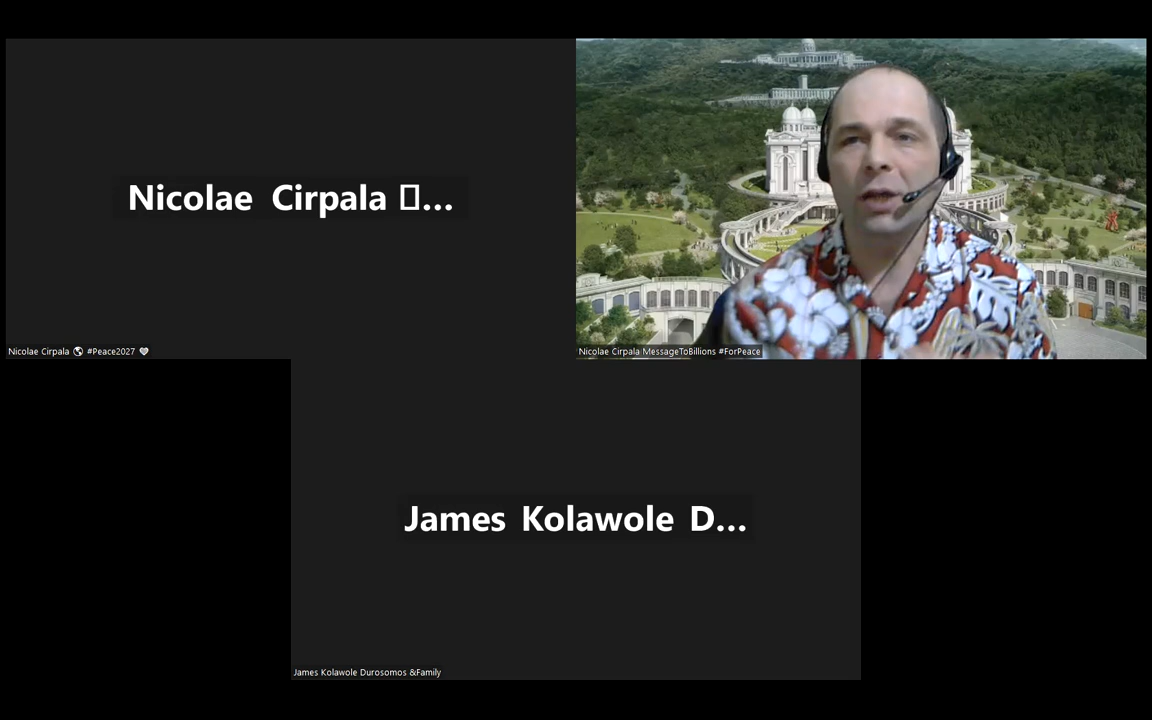 Nicolae Cirpala ...
Nicolae Cirpala 🌎 #Peace2027 🤍
Nicolae Cirpala MessageToBillions #ForPeace
James Kolawole D...
James Kolawole Durosomos &Family